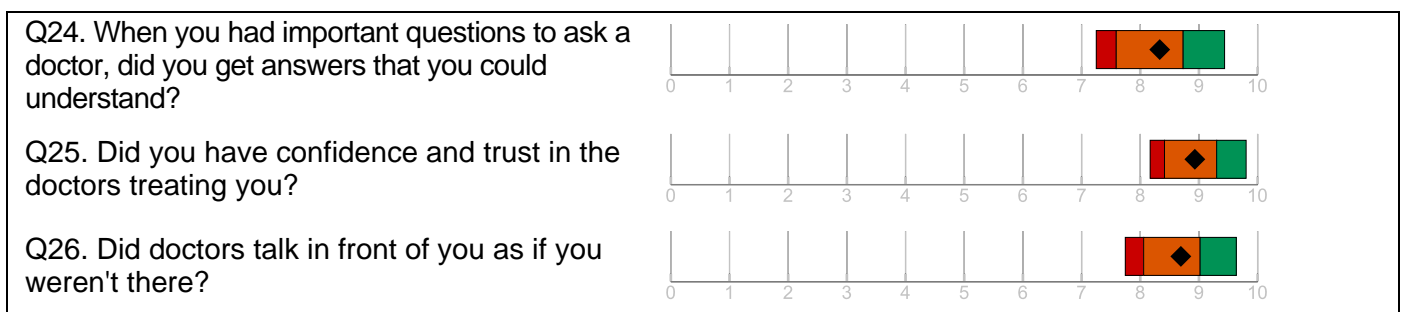 Q24. When you had important questions to ask a
doctor, did you get answers that you could
understand?
0 1 2 3 4 5 6 7 8 9 10
Q25. Did you have confidence and trust in the
doctors treating you?
0 1 2 3 4 5 6 7 8 9 10
Q26. Did doctors talk in front of you as if you
weren't there?
0 1 2 3 4 5 6 7 8 9 10